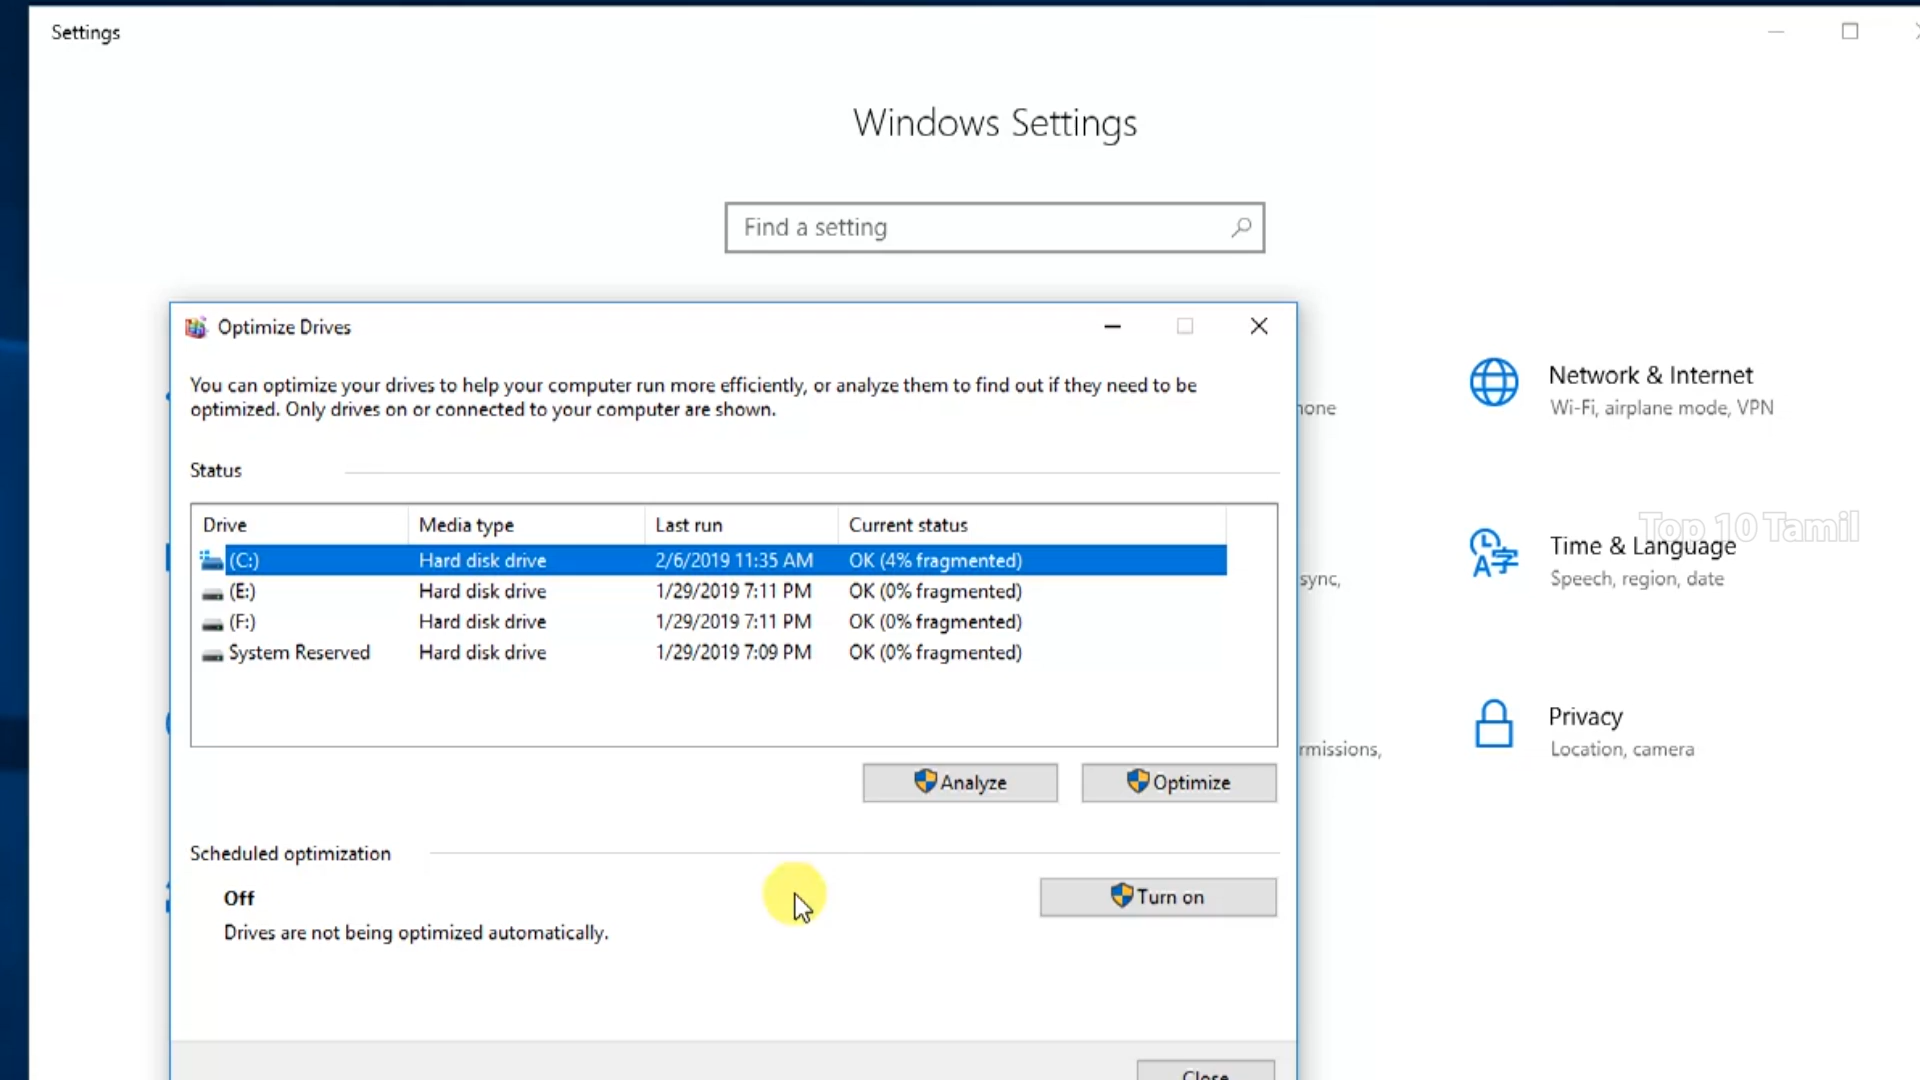 Settings
Windows Settings
Find a setting
Optimize Drives
You can optimize your drives to help your computer run more efficiently, or analyze them to find out if they need to be
optimized. Only drives on or connected to your computer are shown.
Status
Drive Media type Last run Current status
(C:) Hard disk drive 2/6/2019 11:35 AM OK (4% fragmented)
(E:) Hard disk drive 1/29/2019 7:11 PM OK (0% fragmented)
(F:) Hard disk drive 1/29/2019 7:11 PM OK (0% fragmented)
System Reserved Hard disk drive 1/29/2019 7:09 PM OK (0% fragmented)
Analyze Optimize
Scheduled optimization
Off
Turn on
Drives are not being optimized automatically.
Close
hone
sync,
rmissions,
Network & Internet
Wi-Fi, airplane mode, VPN
Top 10 Tamil
Time & Language
Speech, region, date
Privacy
Location, camera